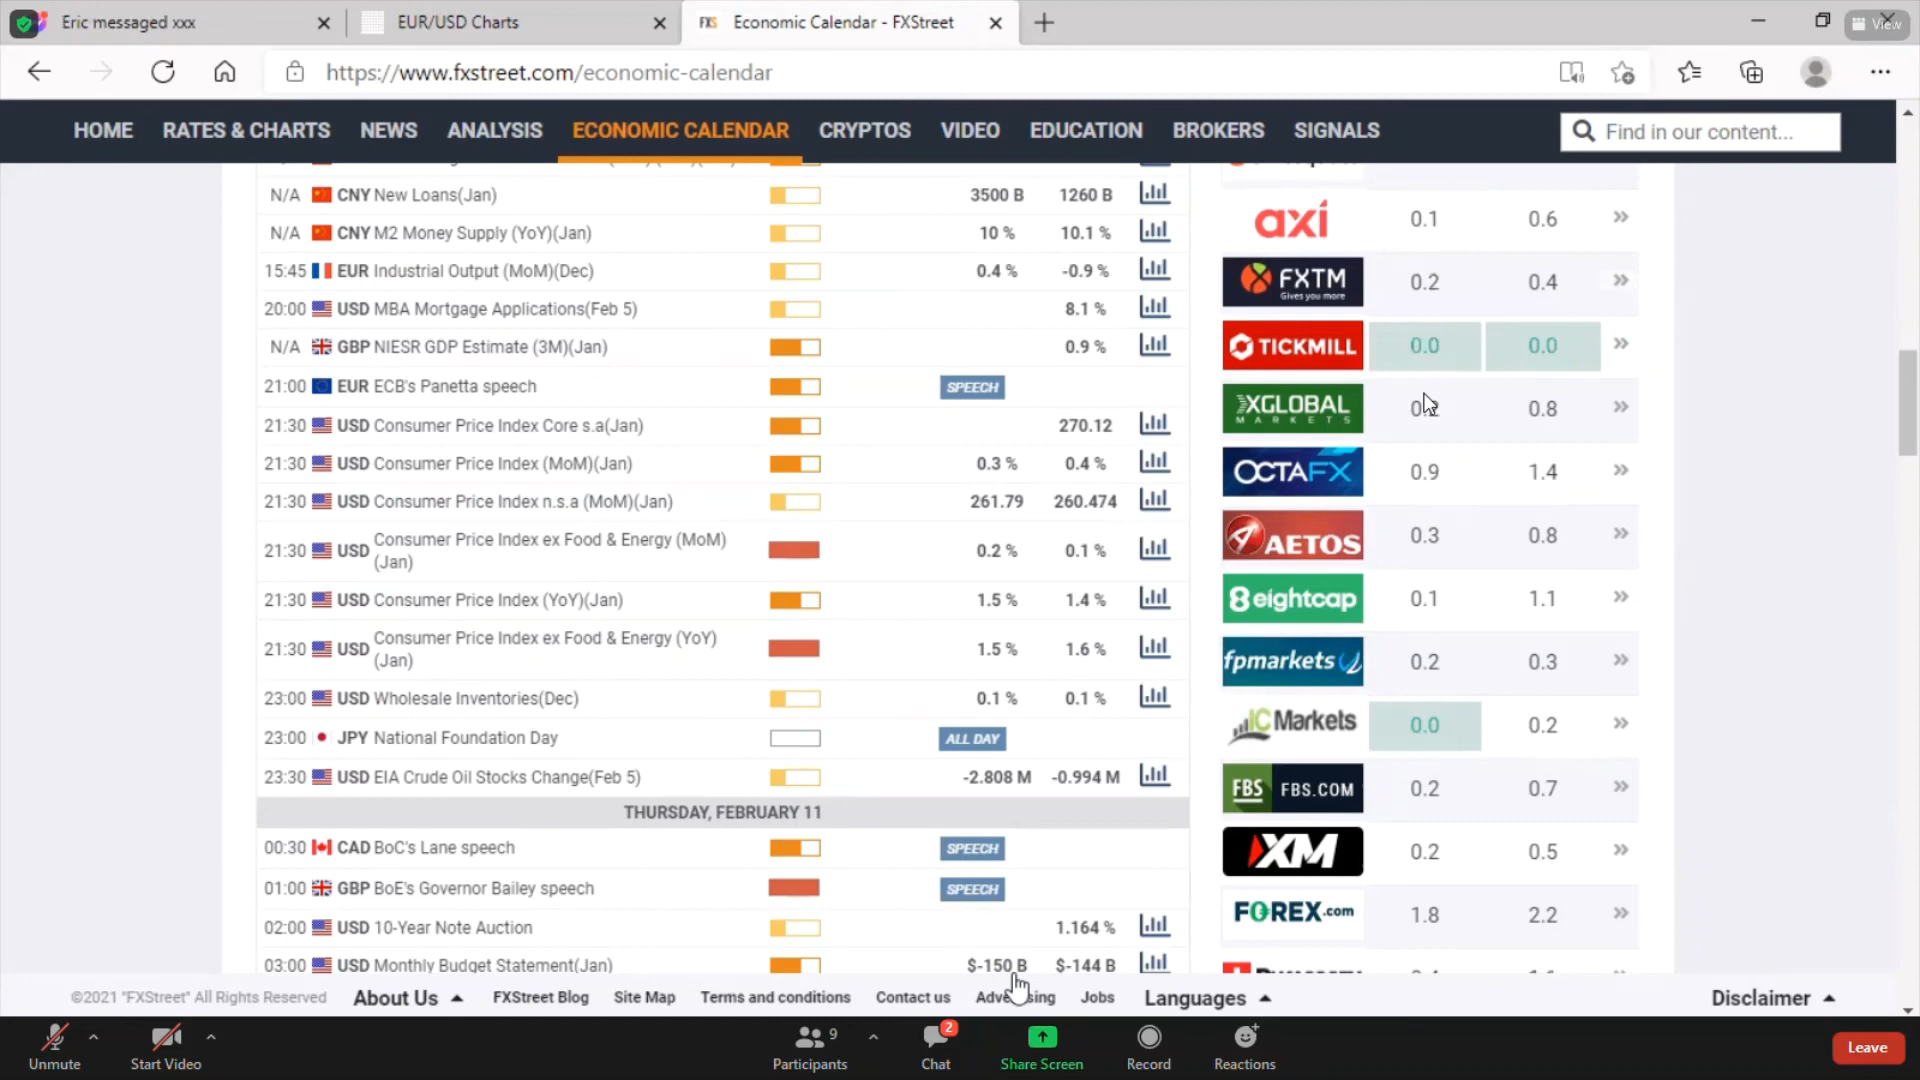 Eric messaged xxx
EUR/USD Charts
FXS Economic Calendar - FXStreet
View
https://www.fxstreet.com/economic-calendar
HOME RATES & CHARTS NEWS ANALYSIS ECONOMIC CALENDAR CRYPTOS VIDEO EDUCATION BROKERS SIGNALS
Find in our content...
N/A CNY New Loans(Jan) 3500 B 1260 B
N/A CNY M2 Money Supply (YoY)(Jan) 10 % 10.1 %
15:45 EUR Industrial Output (MoM)(Dec) 0.4 % -0.9 %
20:00 USD MBA Mortgage Applications(Feb 5) 8.1 %
N/A GBP NIESR GDP Estimate (3M)(Jan) 0.9 %
21:00 EUR ECB's Panetta speech SPEECH
21:30 USD Consumer Price Index Core s.a(Jan) 270.12
21:30 USD Consumer Price Index (MoM)(Jan) 0.3 % 0.4 %
21:30 USD Consumer Price Index n.s.a (MoM)(Jan) 261.79 260.474
21:30 USD Consumer Price Index ex Food & Energy (MoM)
(Jan) 0.2 % 0.1 %
21:30 USD Consumer Price Index (YoY)(Jan) 1.5 % 1.4 %
21:30 USD Consumer Price Index ex Food & Energy (YoY)
(Jan) 1.5 % 1.6 %
23:00 USD Wholesale Inventories(Dec) 0.1 % 0.1 %
23:00 JPY National Foundation Day ALL DAY
23:30 USD EIA Crude Oil Stocks Change(Feb 5) -2.808 M -0.994 M
THURSDAY, FEBRUARY 11
00:30 CAD BoC's Lane speech SPEECH
01:00 GBP BoE's Governor Bailey speech SPEECH
02:00 USD 10-Year Note Auction 1.164 %
03:00 USD Monthly Budget Statement(Jan) $-150 B $-144 B
axi 0.1 0.6 »
FXTM 0.2 0.4 »
Gives you more
TICKMILL 0.0 0.0 »
XGLOBAL 0.8 »
MARKETS
OCTAFX 0.9 1.4 »
AETOS 0.3 0.8 »
8 eightcap 0.1 1.1 »
fpmarkets 0.2 0.3 »
IC Markets 0.0 0.2 »
FBS FBS.COM 0.2 0.7 »
XM 0.2 0.5 »
FOREX.com 1.8 2.2 »
©2021 "FXStreet" All Rights Reserved About Us FXStreet Blog Site Map Terms and conditions Contact us Advertising Jobs Languages Disclaimer
9 2
Unmute Start Video Participants Chat Share Screen Record Reactions Leave